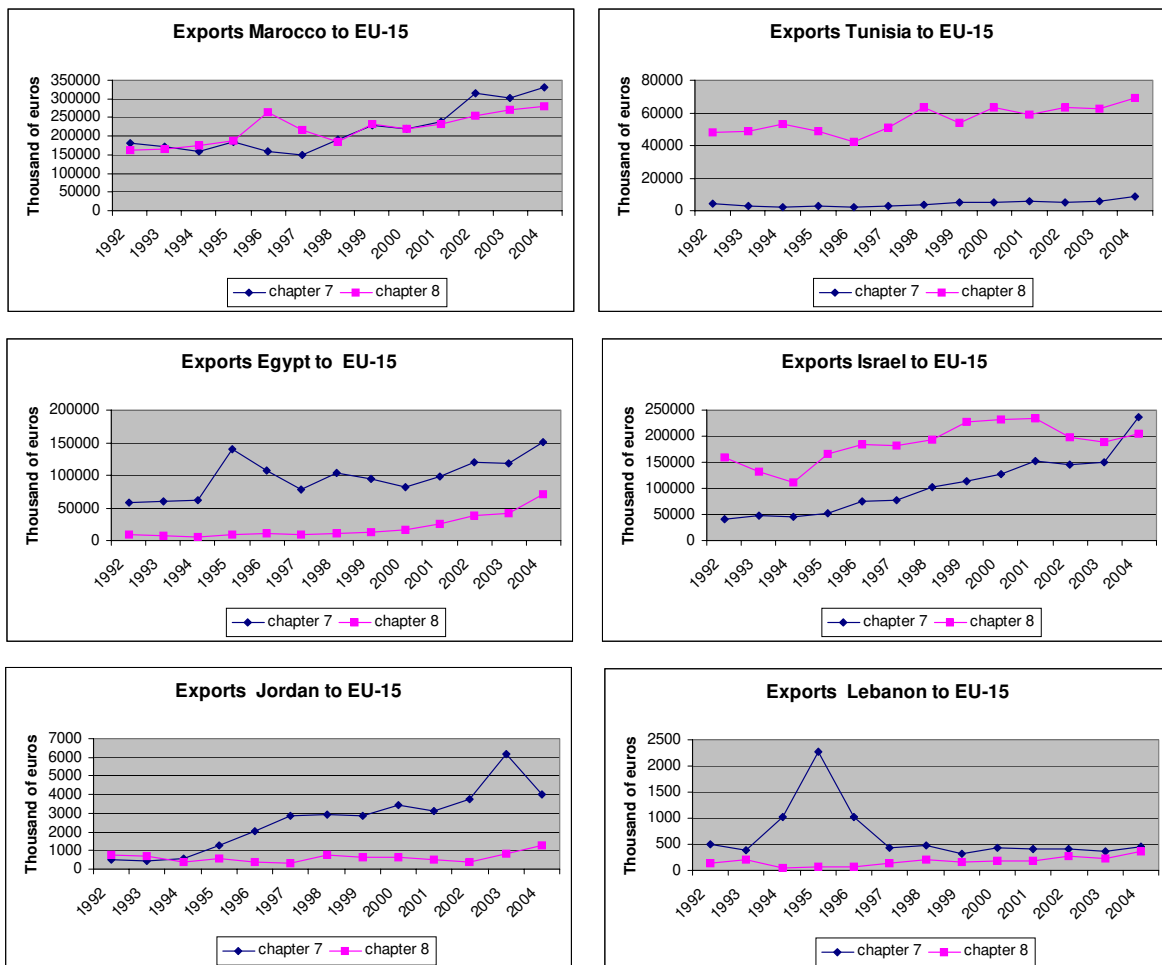 Exports Marocco to EU-15
Thousand of euros
350000
300000
250000
200000
150000
100000
50000
0
1992 1993 1994 1995 1996 1997 1998 1999 2000 2001 2002 2003 2004
chapter 7 chapter 8
Exports Tunisia to EU-15
Thousand of euros
80000
60000
40000
20000
0
1992 1993 1994 1995 1996 1997 1998 1999 2000 2001 2002 2003 2004
chapter 7 chapter 8
Exports Egypt to EU-15
Thousand of euros
200000
150000
100000
50000
0
1992 1993 1994 1995 1996 1997 1998 1999 2000 2001 2002 2003 2004
chapter 7 chapter 8
Exports Israel to EU-15
Thousand of euros
250000
200000
150000
100000
50000
0
1992 1993 1994 1995 1996 1997 1998 1999 2000 2001 2002 2003 2004
chapter 7 chapter 8
Exports Jordan to EU-15
Thousand of euros
7000
6000
5000
4000
3000
2000
1000
0
1992 1993 1994 1995 1996 1997 1998 1999 2000 2001 2002 2003 2004
chapter 7 chapter 8
Exports Lebanon to EU-15
Thousand of euros
2500
2000
1500
1000
500
0
1992 1993 1994 1995 1996 1997 1998 1999 2000 2001 2002 2003 2004
chapter 7 chapter 8